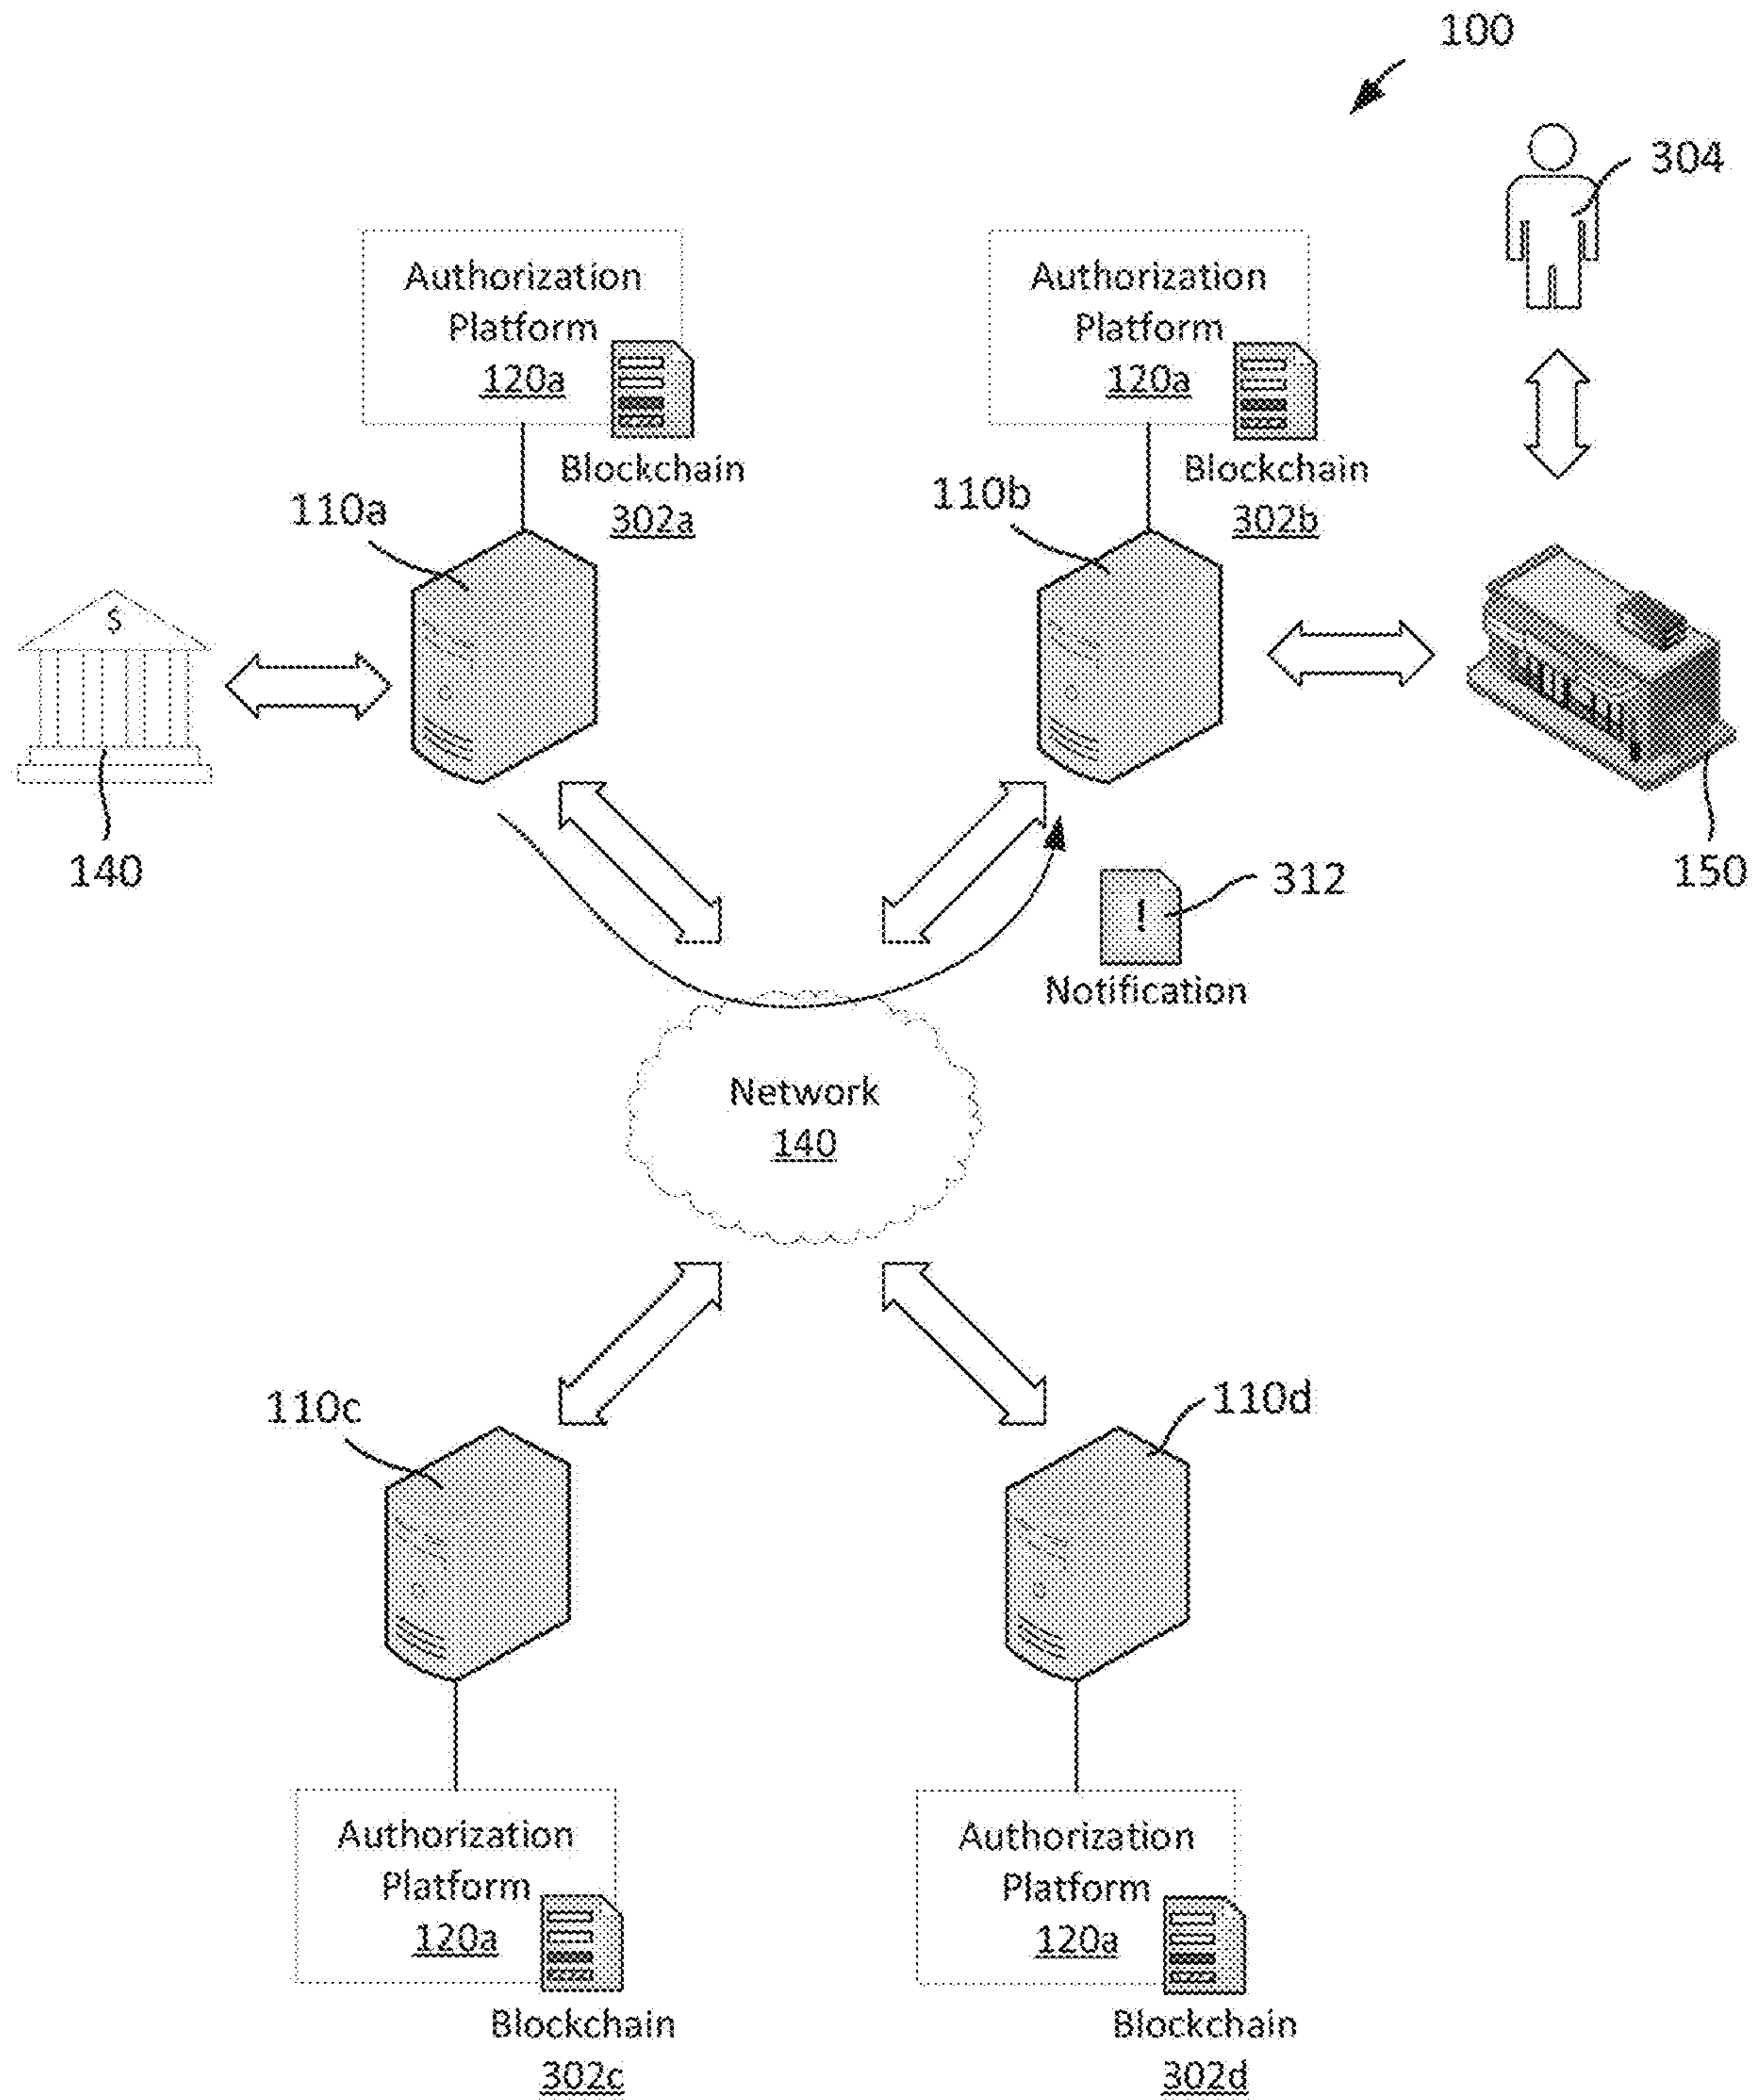 100
304
Authorization
Platform
120a
Blockchain
302a
Authorization
Platform
120a
Blockchain
302b
110a
110b
$
140
150
!
312
Notification
Network
140
110c
110d
Authorization
Platform
120a
Blockchain
302c
Authorization
Platform
120a
Blockchain
302d